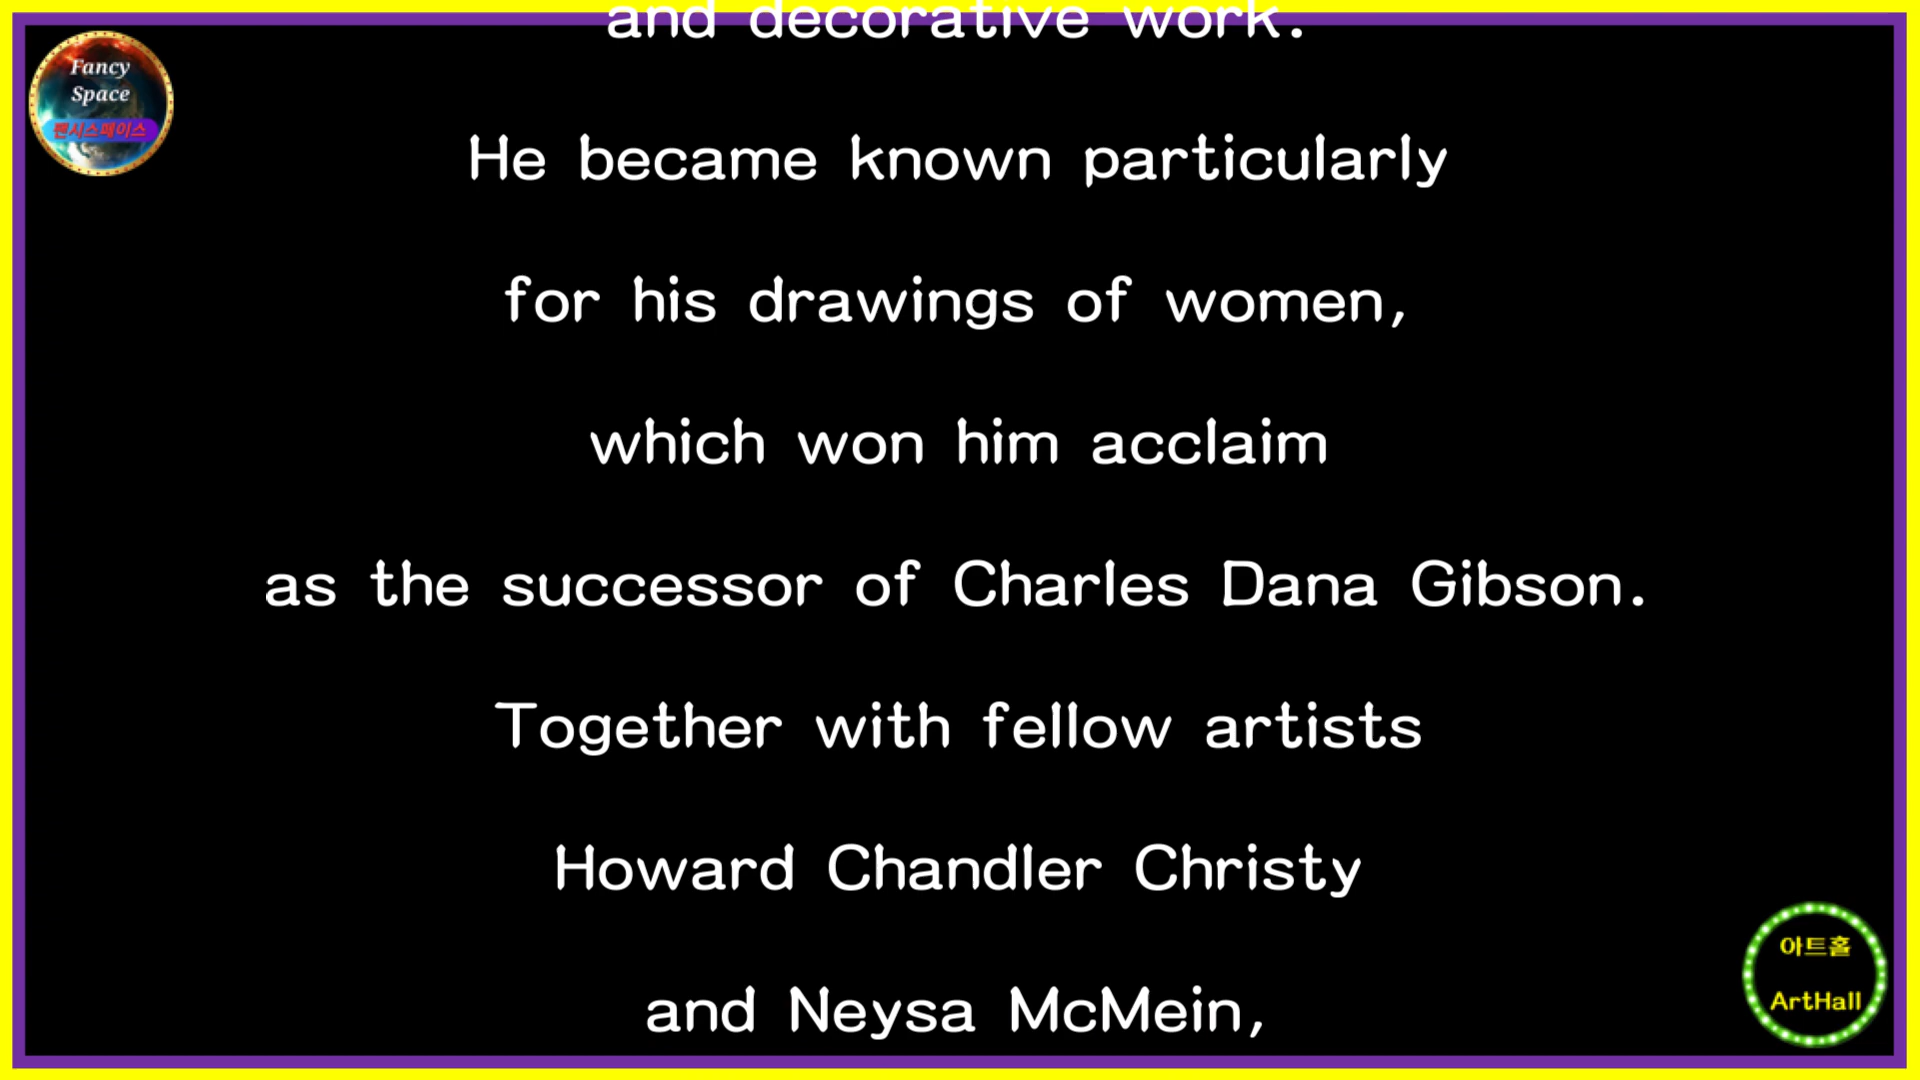 and decorative work.
Fancy
Space
팬시스페이스
He became known particularly
for his drawings of women,
which won him acclaim
as the successor of Charles Dana Gibson.
Together with fellow artists
Howard Chandler Christy
and Neysa McMein,
아트홀
ArtHall